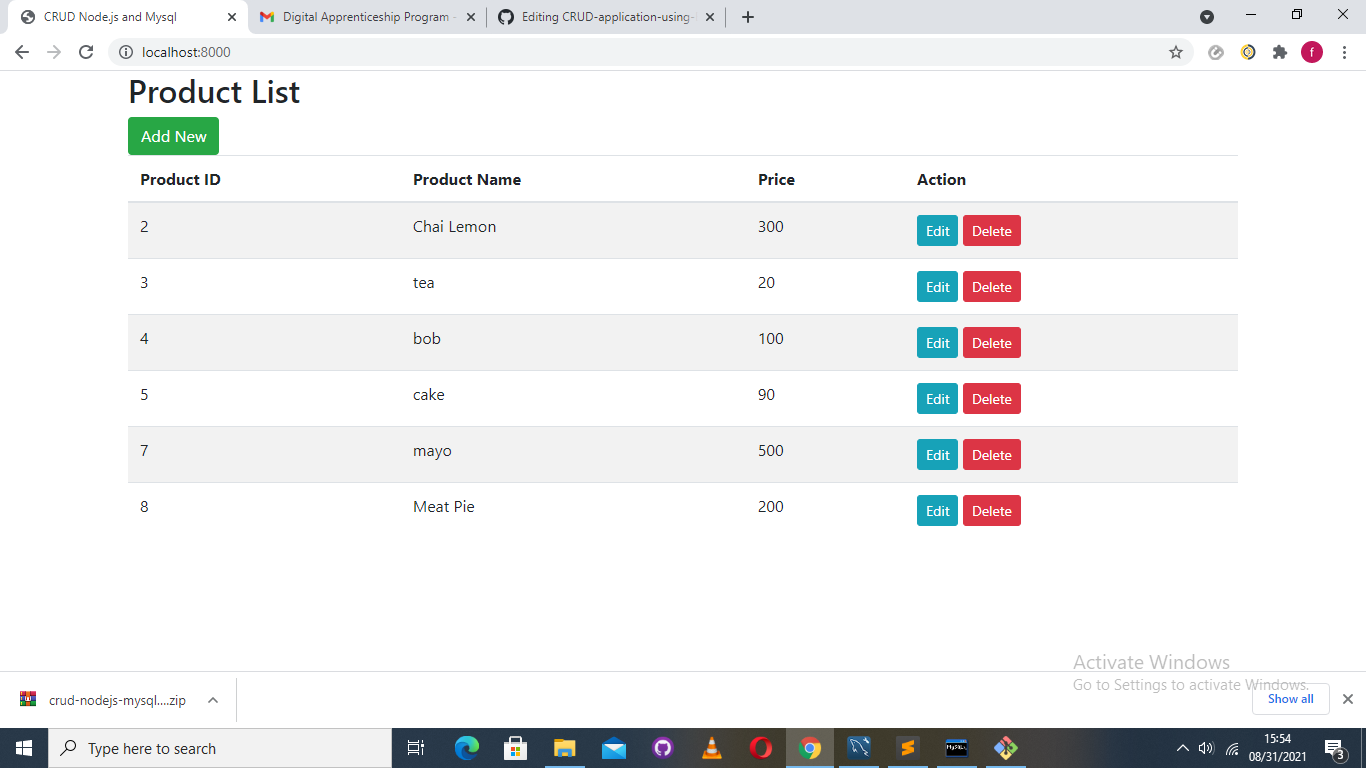 CRUD Node.js and Mysql
Digital Apprenticeship Program -
Editing CRUD-application-using-
localhost:8000
f
Product List
Add New
Product ID Product Name Price Action
2 Chai Lemon 300 Edit Delete
3 tea 20 Edit Delete
4 bob 100 Edit Delete
5 cake 90 Edit Delete
7 mayo 500 Edit Delete
8 Meat Pie 200 Edit Delete
Activate Windows
Go to Settings to activate Windows.
crud-nodejs-mysql....zip
Show all
Type here to search
MySQL
15:54
08/31/2021
3